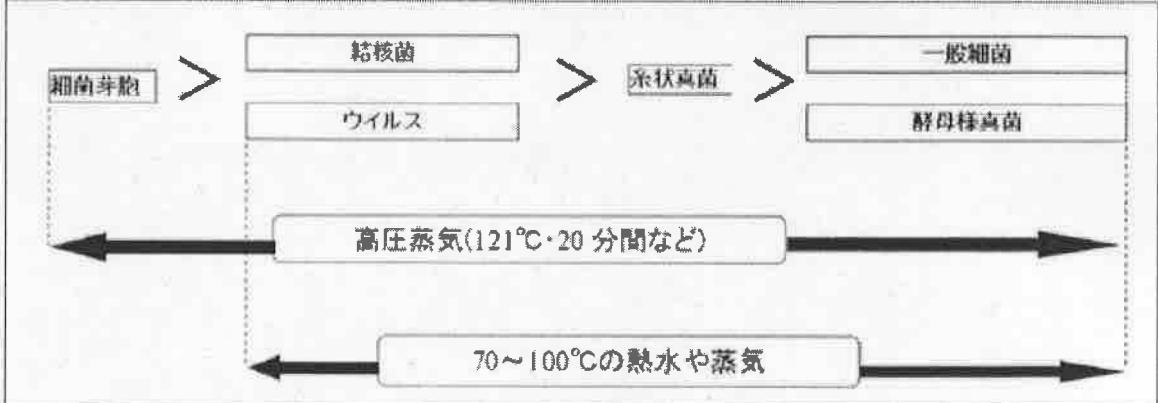 細菌芽胞 > 結核菌 > 糸状真菌 > 一般細菌
ウイルス 酵母様真菌
高圧蒸気(121℃・20分間など)
70～100℃の熱水や蒸気